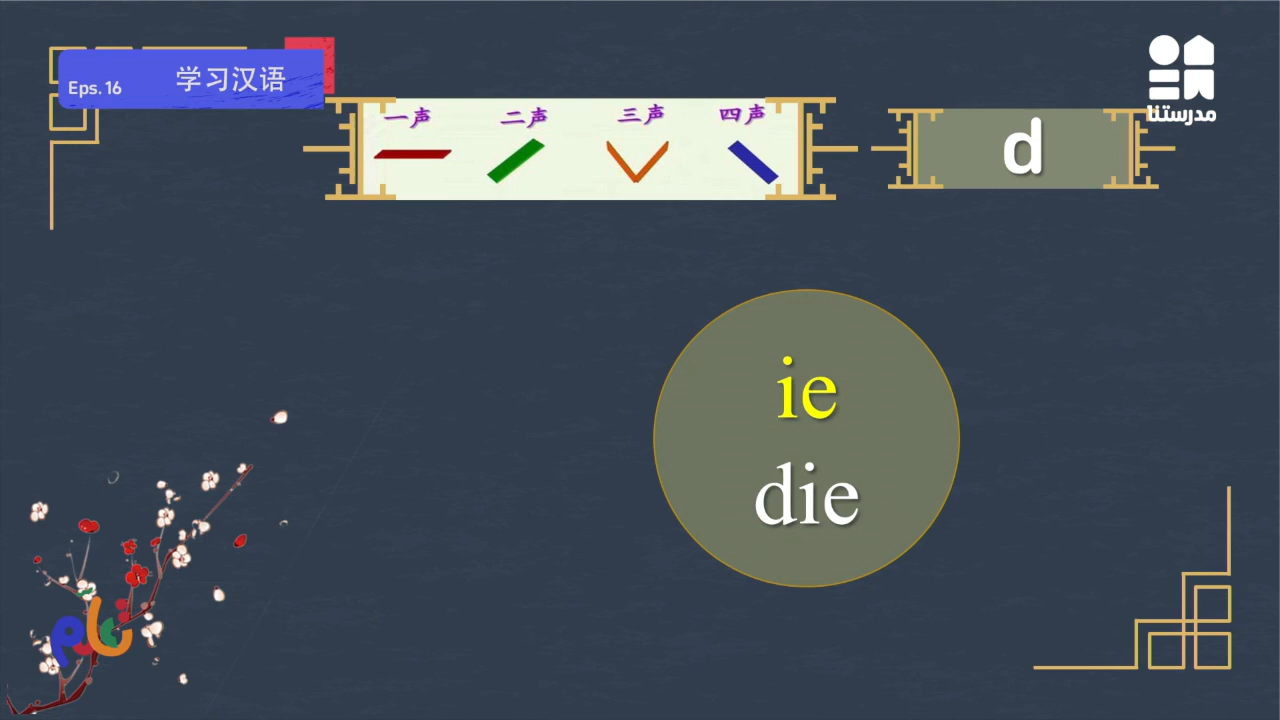 Eps. 16
学习汉语
一声 二声 三声 四声
d
مدرستنا
ie
die